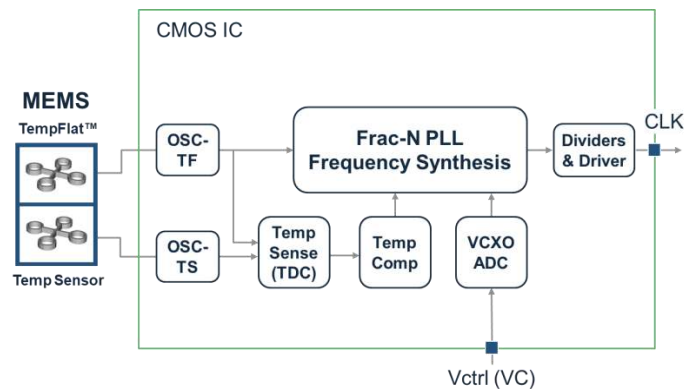 CMOS IC
MEMS
TempFlat™
OSC-
TF
Frac-N PLL
Frequency Synthesis
Dividers
& Driver
CLK
OSC-
TS
Temp
Sense
(TDC)
Temp
Comp
VCXO
ADC
Temp Sensor
Vctrl (VC)